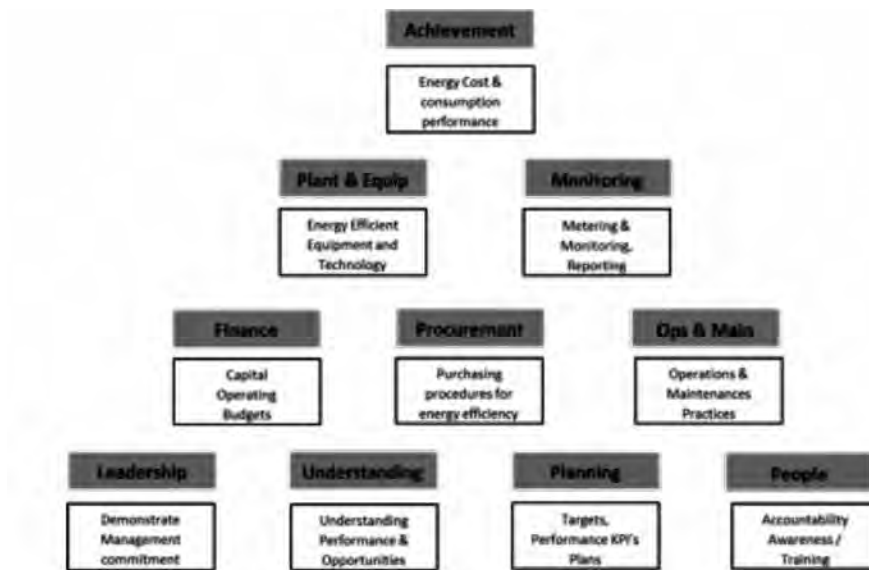 Achievement
Energy Cost &
consumption
performance
Plant & Equip
Monitoring
Energy Efficient
Equipment and
Technology
Metering &
Monitoring,
Reporting
Finance
Procurement
Ops & Main
Capital
Operating
Budgets
Purchasing
procedures for
energy efficiency
Operations &
Maintenances
Practices
Leadership
Understanding
Planning
People
Demonstrate
Management
commitment
Understanding
Performance &
Opportunities
Targets,
Performance KPI's
Plans
Accountability
Awareness /
Training